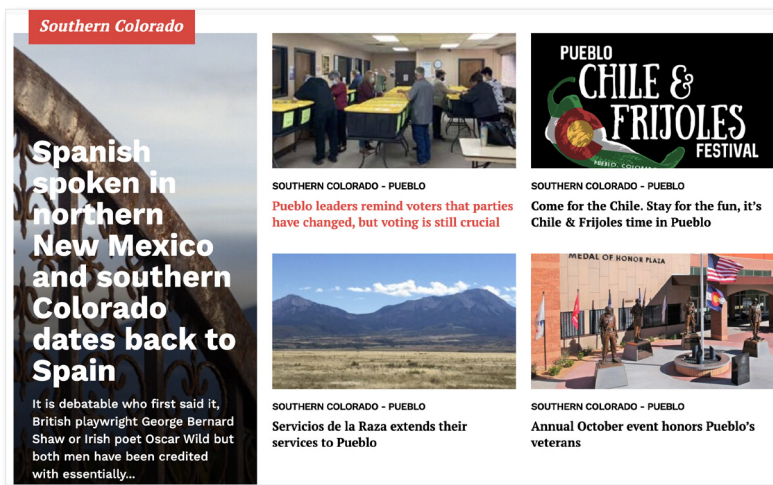 Southern Colorado
Spanish
spoken in
northern
New Mexico
and southern
Colorado
dates back to
Spain
It is debatable who first said it,
British playwright George Bernard
Shaw or Irish poet Oscar Wild but
both men have been credited
with essentially...
SOUTHERN COLORADO - PUEBLO
Pueblo leaders remind voters that parties
have changed, but voting is still crucial
PUEBLO
CHILE &
FRIJOLES
FESTIVAL
PUEBLO, COLORADO
SOUTHERN COLORADO - PUEBLO
Come for the Chile. Stay for the fun, it’s
Chile & Frijoles time in Pueblo
SOUTHERN COLORADO - PUEBLO
Servicios de la Raza extends their
services to Pueblo
MEDAL OF HONOR PLAZA
SOUTHERN COLORADO - PUEBLO
Annual October event honors Pueblo’s
veterans